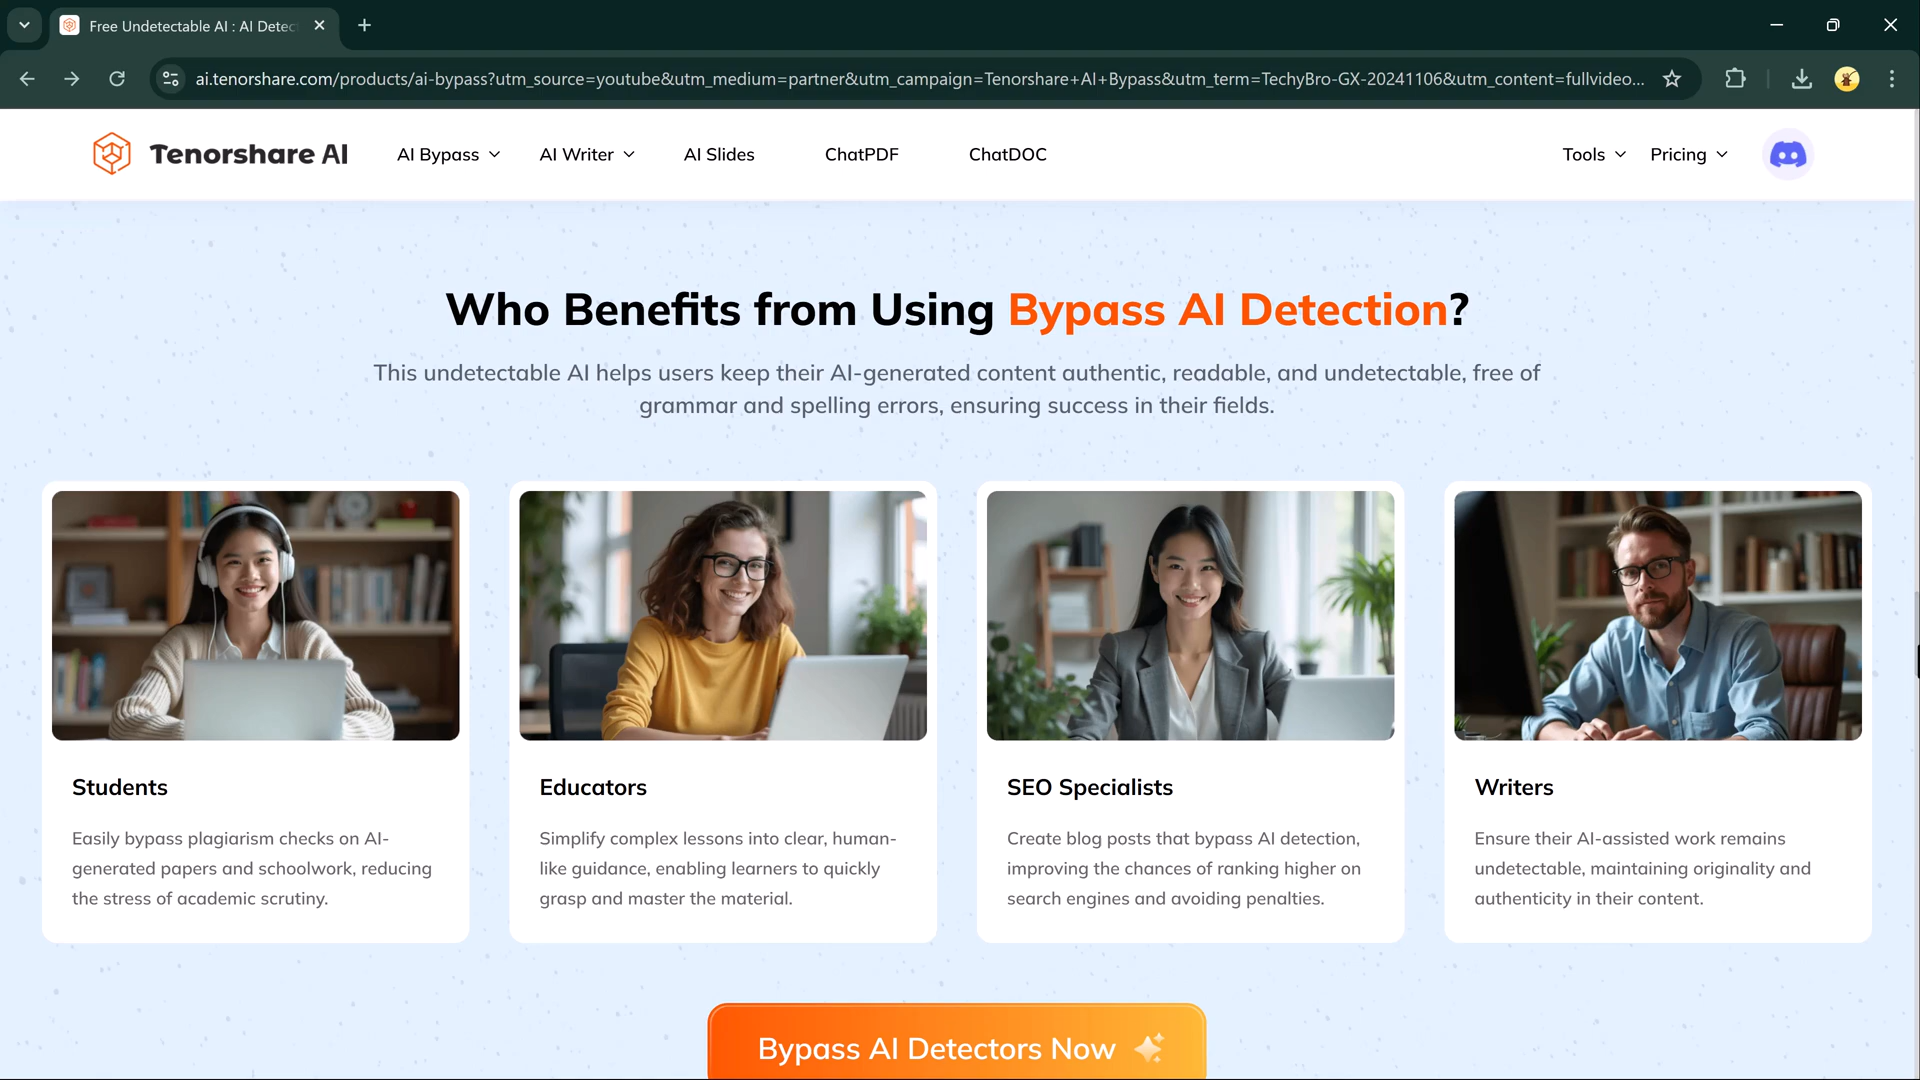 Free Undetectable AI : AI Detec
ai.tenorshare.com/products/ai-bypass?utm_source=youtube&utm_medium=partner&utm_campaign=Tenorshare+AI+Bypass&utm_term=TechyBro-GX-20241106&utm_content=fullvideo...
Tenorshare AI
AI Bypass
AI Writer
AI Slides
ChatPDF
ChatDOC
Tools
Pricing
Who Benefits from Using Bypass AI Detection?
This undetectable AI helps users keep their AI-generated content authentic, readable, and undetectable, free of
grammar and spelling errors, ensuring success in their fields.
Students
Easily bypass plagiarism checks on AI-
generated papers and schoolwork, reducing
the stress of academic scrutiny.
Educators
Simplify complex lessons into clear, human-
like guidance, enabling learners to quickly
grasp and master the material.
SEO Specialists
Create blog posts that bypass AI detection,
improving the chances of ranking higher on
search engines and avoiding penalties.
Writers
Ensure their AI-assisted work remains
undetectable, maintaining originality and
authenticity in their content.
Bypass AI Detectors Now